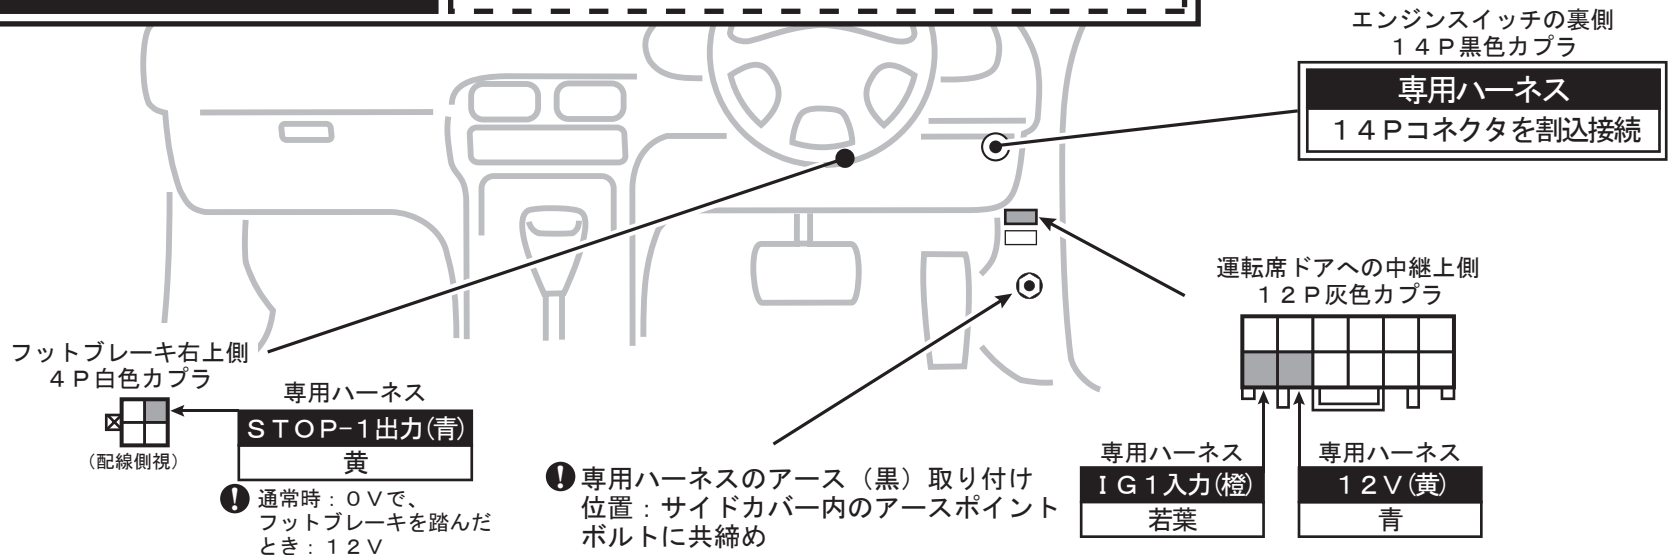 エンジンスイッチの裏側
１４Ｐ黒色カプラ
専用ハーネス
１４Ｐコネクタを割込接続
運転席ドアへの中継上側
１２Ｐ灰色カプラ
フットブレーキ右上側
４Ｐ白色カプラ
(配線側視)
専用ハーネス
ＳＴＯＰ−１出力(青)
黄
通常時：０Ｖで、
フットブレーキを踏んだ
とき：１２Ｖ
専用ハーネスのアース（黒）取り付け
位置：サイドカバー内のアースポイント
ボルトに共締め
専用ハーネス
ＩＧ１入力(橙)
若葉
専用ハーネス
１２Ｖ(黄)
青